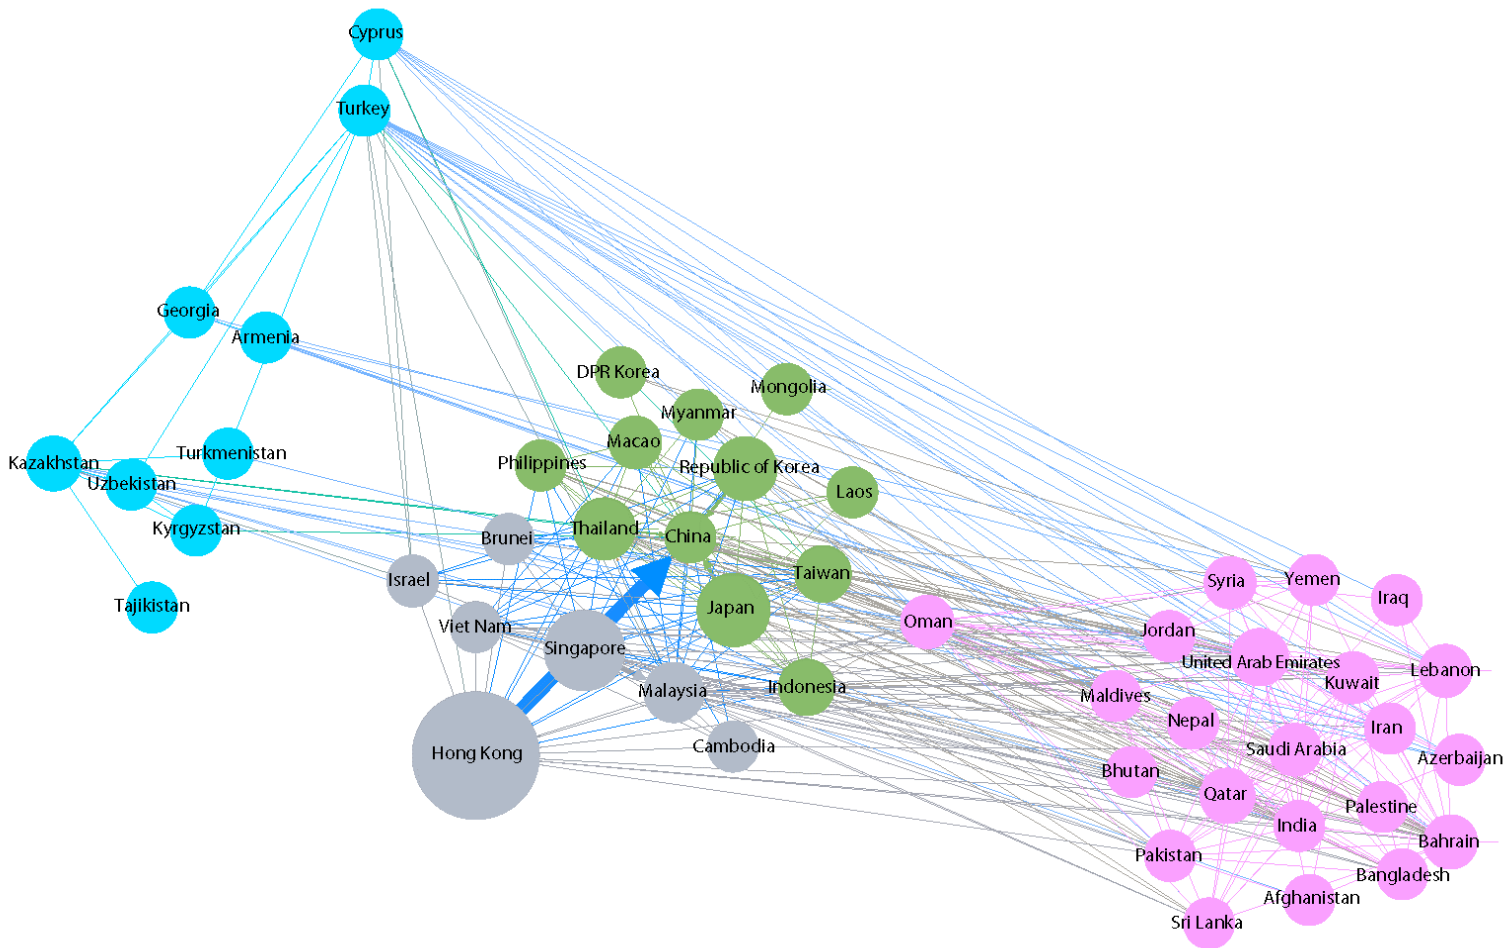 Cyprus
Turkey
Georgia
Armenia
DPR Korea
Mongolia
Myanmar
Macao
Turkmenistan
Kazakhstan
Philippines
Republic of Korea
Uzbekistan
Laos
Kyrgyzstan
Thailand
Brunei
China
Israel
Taiwan
Syria
Yemen
Iraq
Tajikistan
Japan
Viet Nam
Oman
Jordan
Singapore
United Arab Emirates
Lebanon
Malaysia
Indonesia
Kuwait
Maldives
Nepal
Iran
Hong Kong
Cambodia
Saudi Arabia
Azerbaijan
Bhutan
Qatar
Palestine
India
Bahrain
Pakistan
Bangladesh
Afghanistan
Sri Lanka